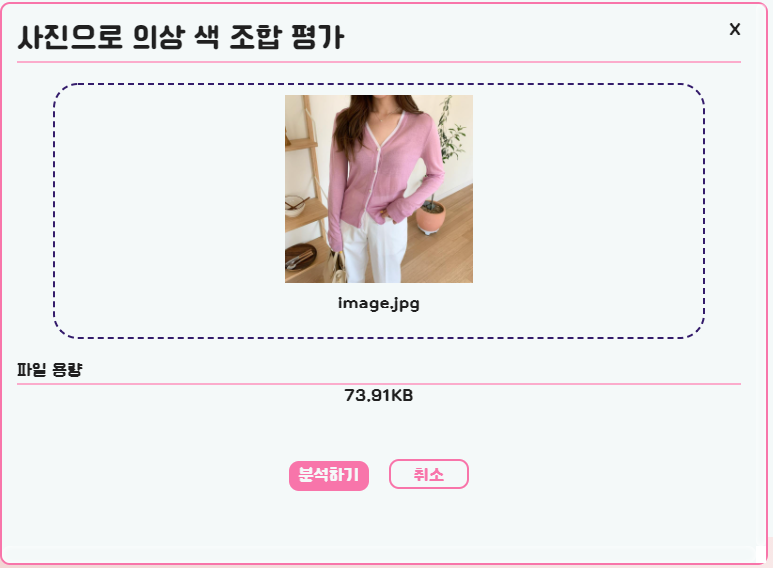 사진으로 의상 색 조합 평가
X
image.jpg
파일 용량
73.91KB
분석하기
취소